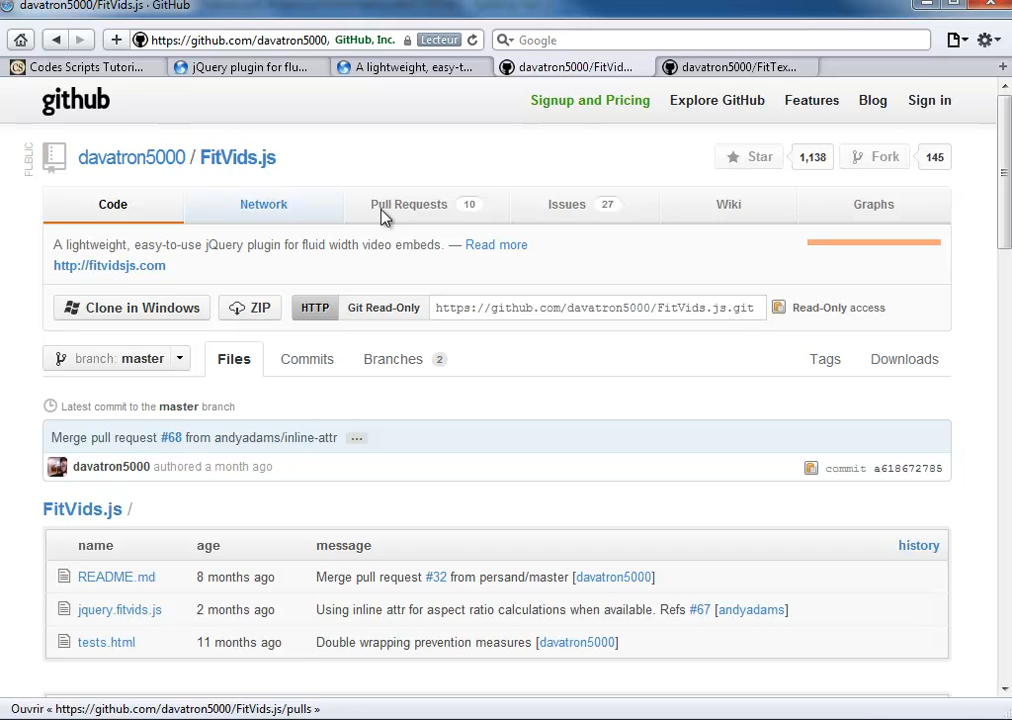 davatron5000/FitVids.js · GitHub
https://github.com/davatron5000, GitHub, Inc. Lecteur Google
Codes Scripts Tutori... jQuery plugin for flu... A lightweight, easy-t... davatron5000/FitVid... davatron5000/FitTex...
github Signup and Pricing Explore GitHub Features Blog Sign in
PUBLIC davatron5000 / FitVids.js Star 1,138 Fork 145
Code Network Pull Requests 10 Issues 27 Wiki Graphs
A lightweight, easy-to-use jQuery plugin for fluid width video embeds. — Read more
http://fitvidsjs.com
Clone in Windows ZIP HTTP Git Read-Only https://github.com/davatron5000/FitVids.js.git Read-Only access
branch: master Files Commits Branches 2 Tags Downloads
Latest commit to the master branch
Merge pull request #68 from andyadams/inline-attr ...
davatron5000 authored a month ago commit a618672785
FitVids.js /
name age message history
README.md 8 months ago Merge pull request #32 from persand/master [davatron5000]
jquery.fitvids.js 2 months ago Using inline attr for aspect ratio calculations when available. Refs #67 [andyadams]
tests.html 11 months ago Double wrapping prevention measures [davatron5000]
Ouvrir « https://github.com/davatron5000/FitVids.js/pulls »